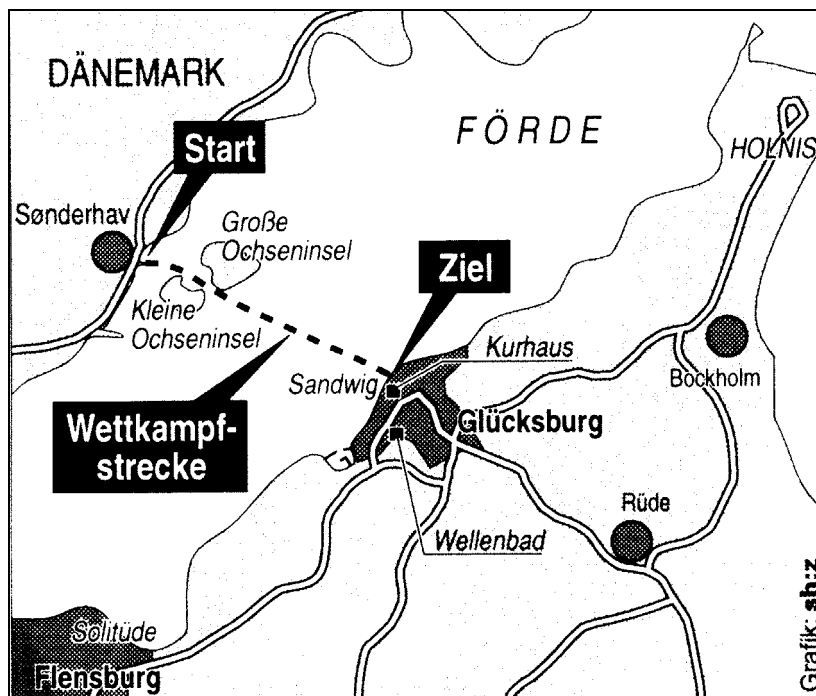 DÄNEMARK
FÖRDE
HOLNIS
Start
Sønderhav
Große
Ochseninsel
Ziel
Kleine
Ochseninsel
Kurhaus
Sandwig
Bockholm
Wettkampf-
strecke
Glücksburg
Rüde
Wellenbad
Solitüde
Flensburg
Grafik: sh:z